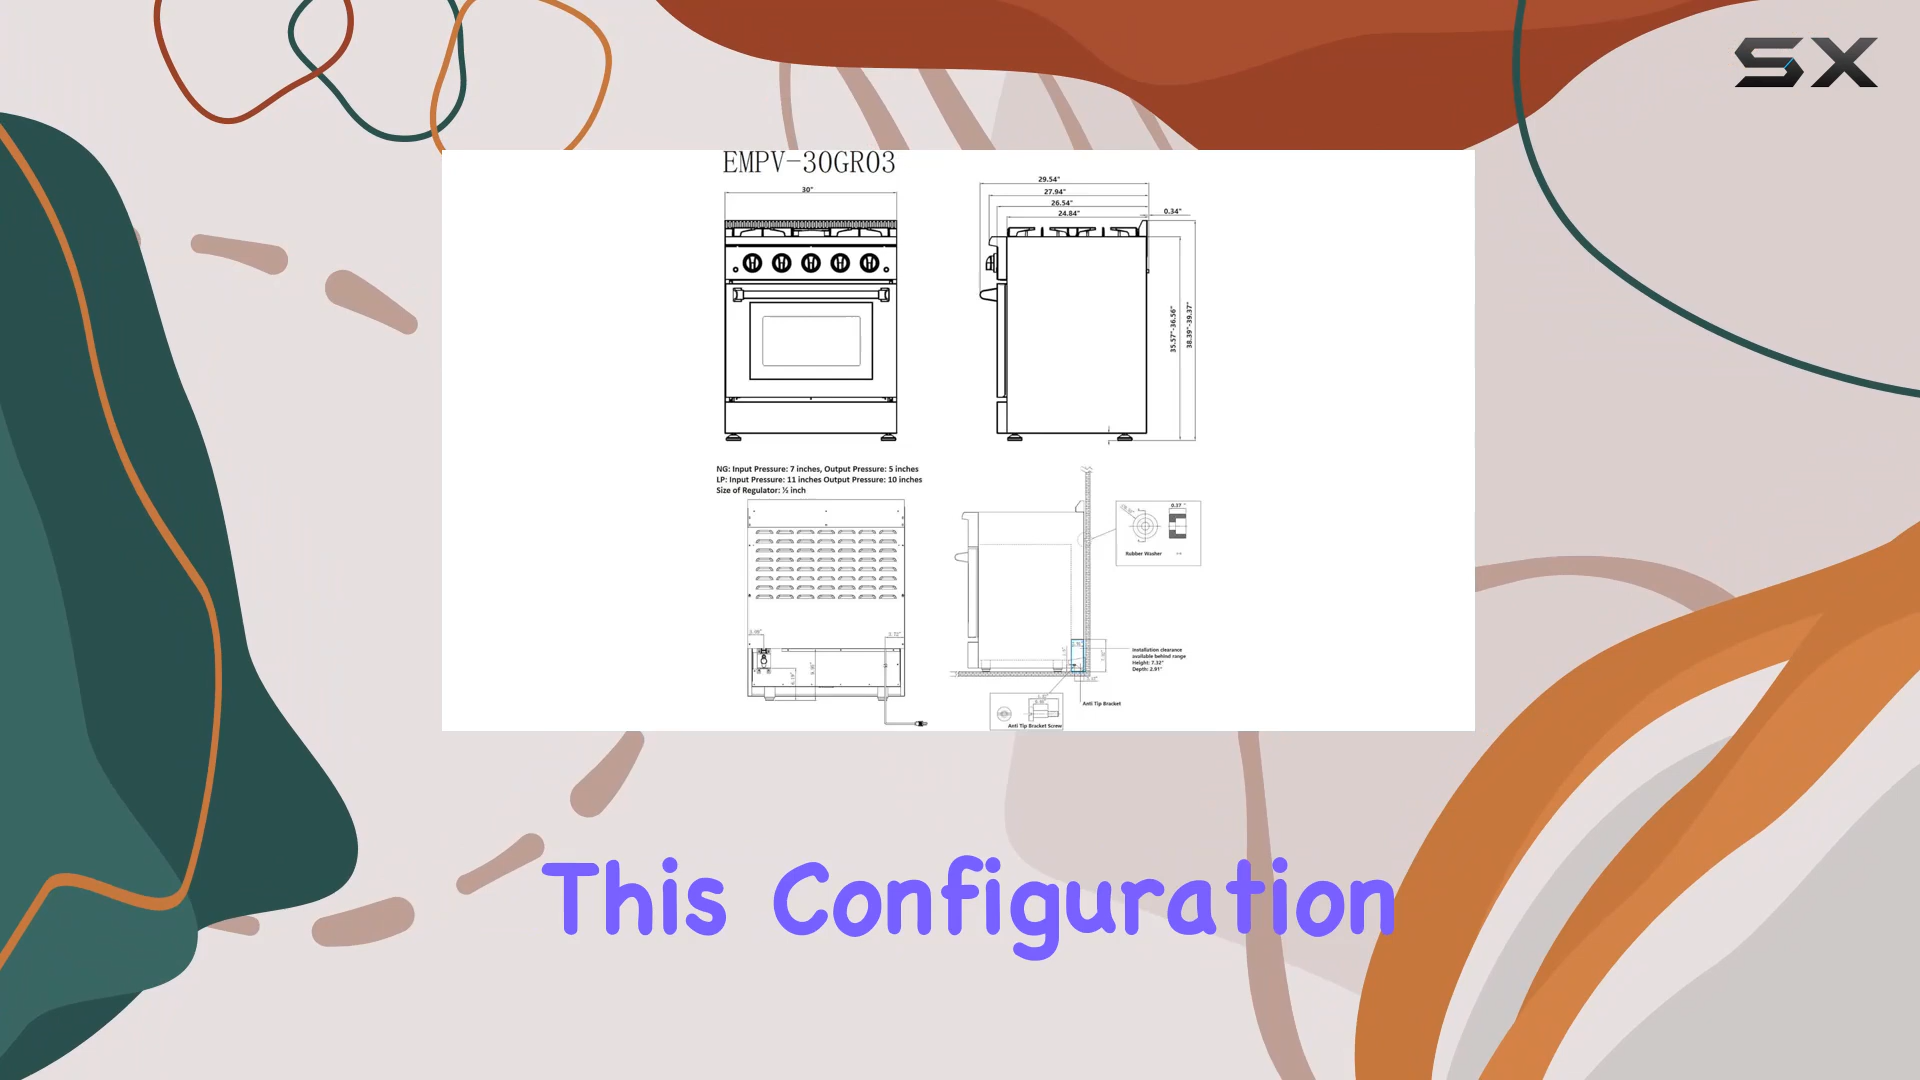 SX
EMPV-30GR03
30"
29.54"
27.94"
26.54"
24.84"
0.34"
35.57"-36.56"
38.39"-39.37"
NG: Input Pressure: 7 inches, Output Pressure: 5 inches
LP: Input Pressure: 11 inches Output Pressure: 10 inches
Size of Regulator: ½ inch
0.37 "
Rubber Washer
Installation clearance
available behind range
Height: 7.32"
Depth: 2.91"
Anti Tip Bracket
Anti Tip Bracket Screw
This Configuration